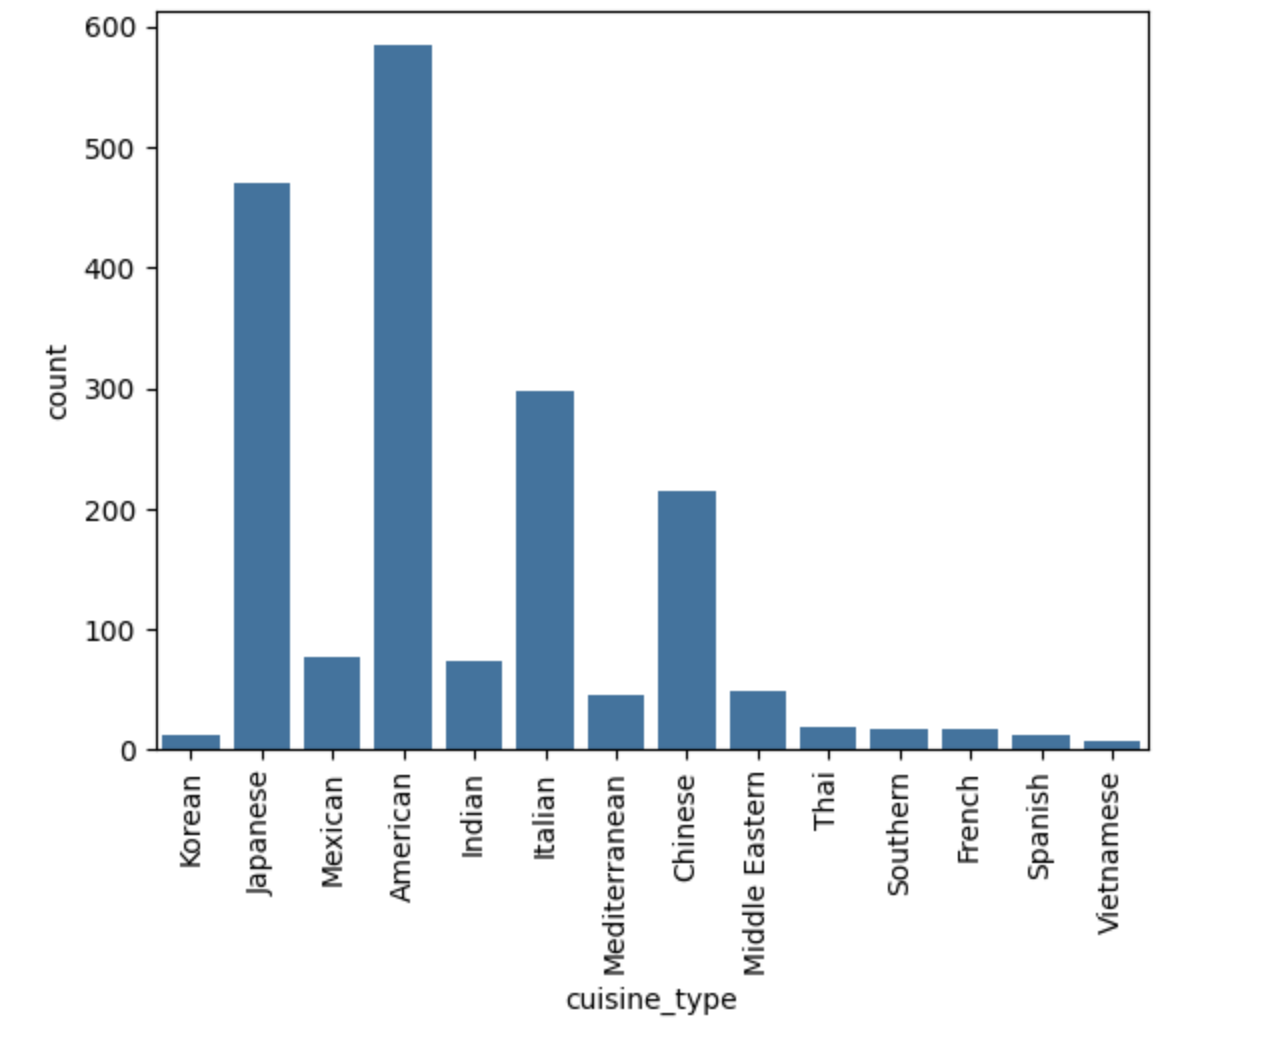 600
500
400
300
200
100
0
count
Korean
Japanese
Mexican
American
Indian
Italian
Mediterranean
Chinese
Middle Eastern
Thai
Southern
French
Spanish
Vietnamese
cuisine_type